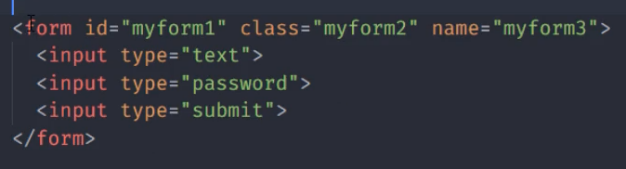 <form id="myform1" class="myform2" name="myform3">
<input type="text">
<input type="password">
<input type="submit">
</form>